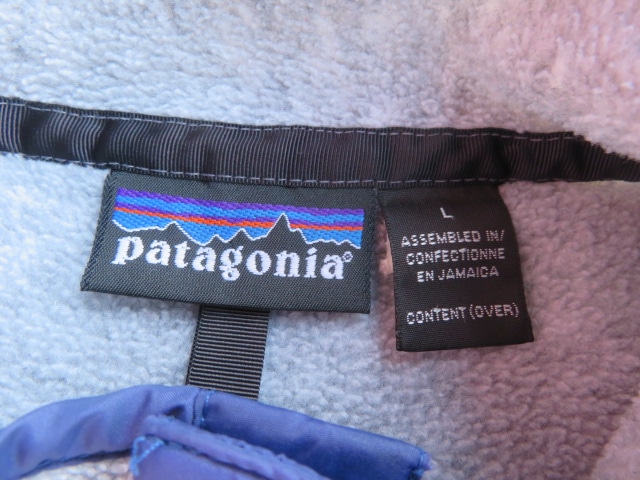 patagonia®
L
ASSEMBLED IN/
CONFECTIONNE
EN JAMAICA
CONTENT (OVER)